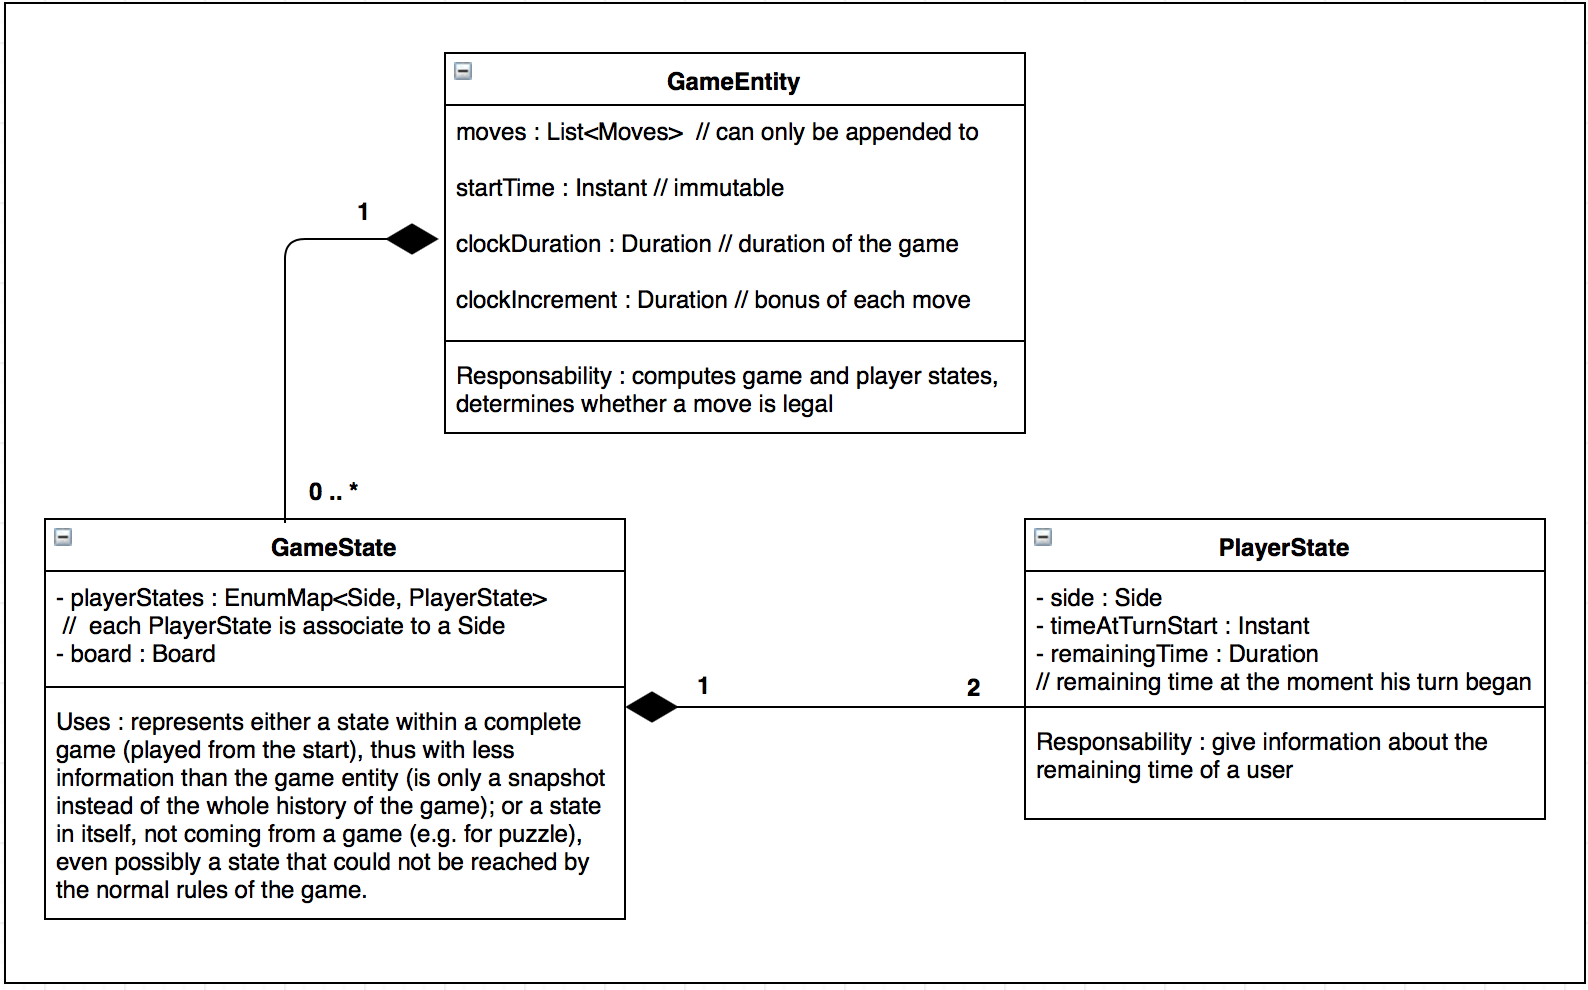 GameEntity
moves : List<Moves>  // can only be appended to
startTime : Instant // immutable
clockDuration : Duration // duration of the game
clockIncrement : Duration // bonus of each move
Responsability : computes game and player states,
determines whether a move is legal
1
0 .. *
GameState
- playerStates : EnumMap<Side, PlayerState>
//  each PlayerState is associate to a Side
- board : Board
Uses : represents either a state within a complete
game (played from the start), thus with less
information than the game entity (is only a snapshot
instead of the whole history of the game); or a state
in itself, not coming from a game (e.g. for puzzle),
even possibly a state that could not be reached by
the normal rules of the game.
1
2
PlayerState
- side : Side
- timeAtTurnStart : Instant
- remainingTime : Duration
// remaining time at the moment his turn began
Responsability : give information about the
remaining time of a user